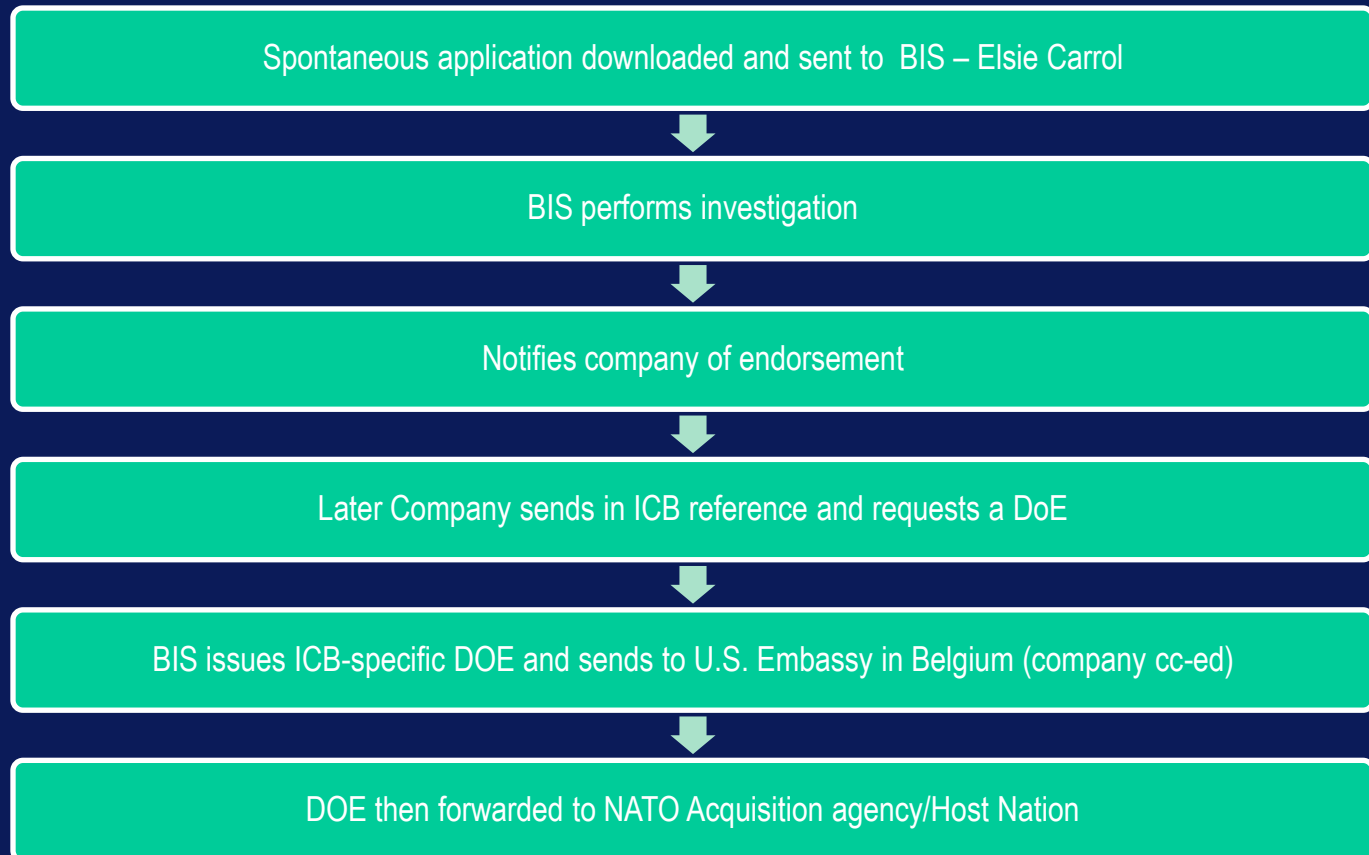 Spontaneous application downloaded and sent to  BIS – Elsie Carrol
BIS performs investigation
Notifies company of endorsement
Later Company sends in ICB reference and requests a DoE
BIS issues ICB-specific DOE and sends to U.S. Embassy in Belgium (company cc-ed)
DOE then forwarded to NATO Acquisition agency/Host Nation